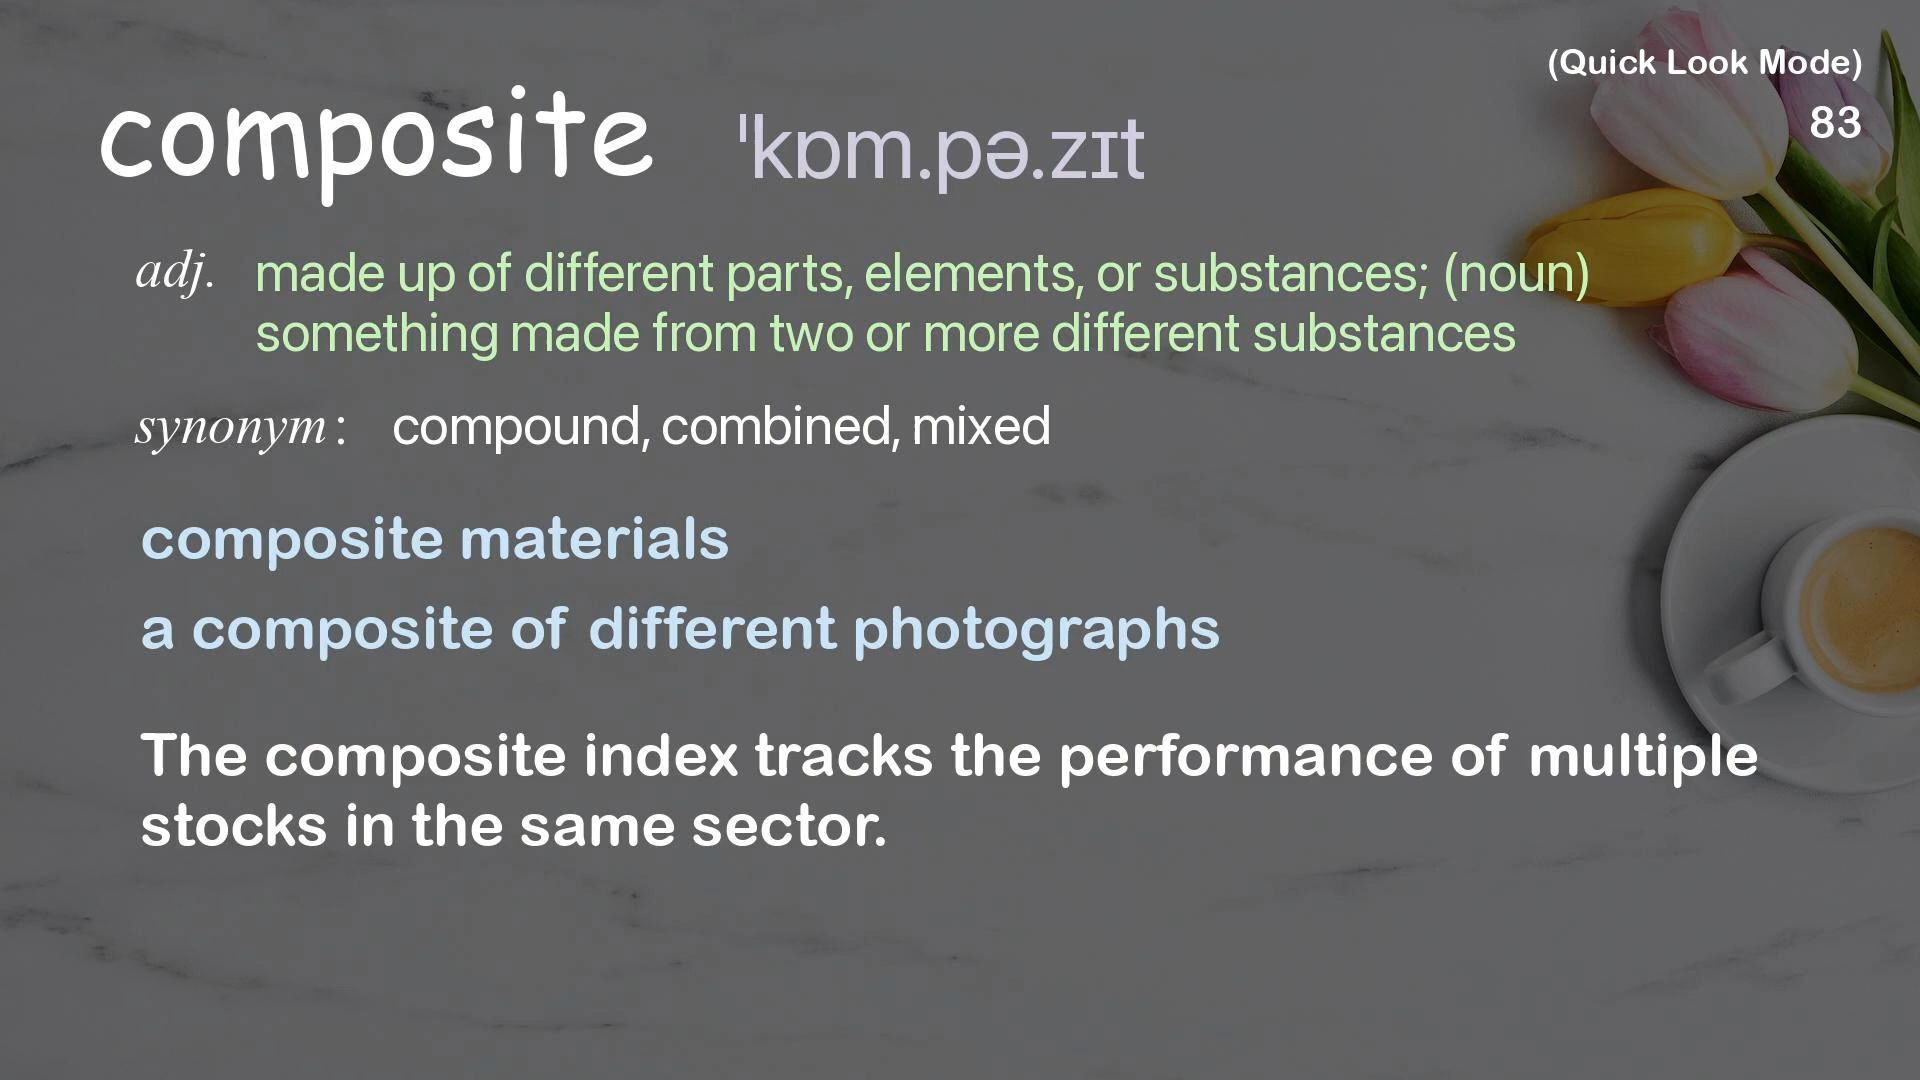 (Quick Look Mode)
83
composite ˈkɒm.pə.zɪt
adj. made up of different parts, elements, or substances; (noun)
something made from two or more different substances
synonym: compound, combined, mixed
composite materials
a composite of different photographs
The composite index tracks the performance of multiple
stocks in the same sector.